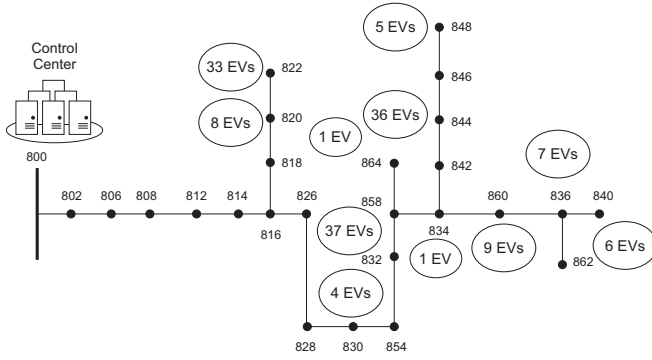 Control
Center
800
33 EVs
8 EVs
822
820
818
1 EV
5 EVs
36 EVs
848
846
844
842
864
858
7 EVs
802
806
808
812
814
816
826
37 EVs
832
834
1 EV
860
9 EVs
836
840
862
6 EVs
4 EVs
828
830
854